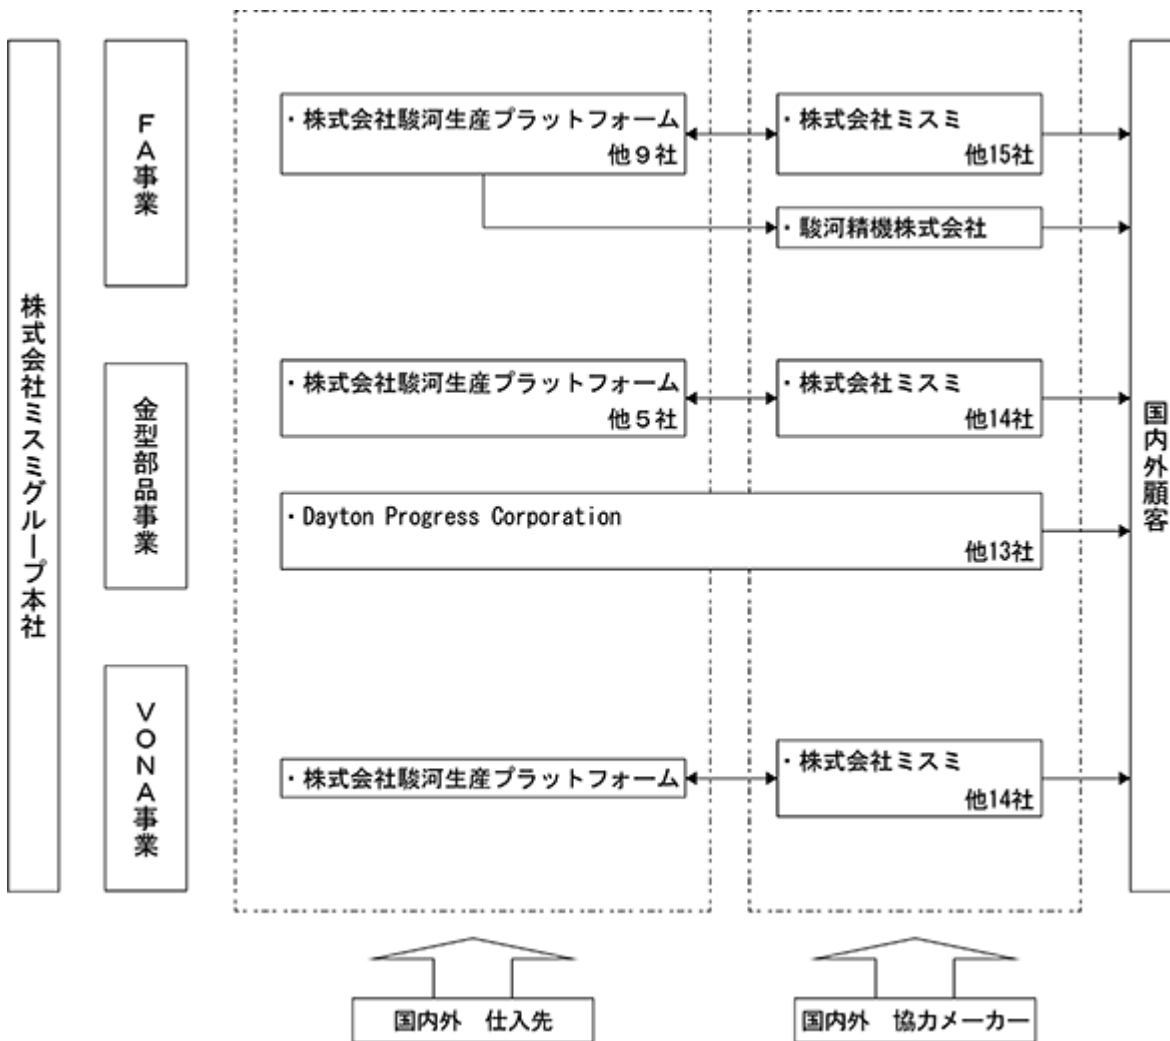 株式会社ミスミグループ本社
ＦＡ事業
・株式会社駿河生産プラットフォーム
他９社
・株式会社ミスミ
他15社
・駿河精機株式会社
金型部品事業
・株式会社駿河生産プラットフォーム
他５社
・株式会社ミスミ
他14社
・Dayton Progress Corporation
他13社
ＶＯＮＡ事業
・株式会社駿河生産プラットフォーム
・株式会社ミスミ
他14社
国内外顧客
国内外　仕入先
国内外　協力メーカー